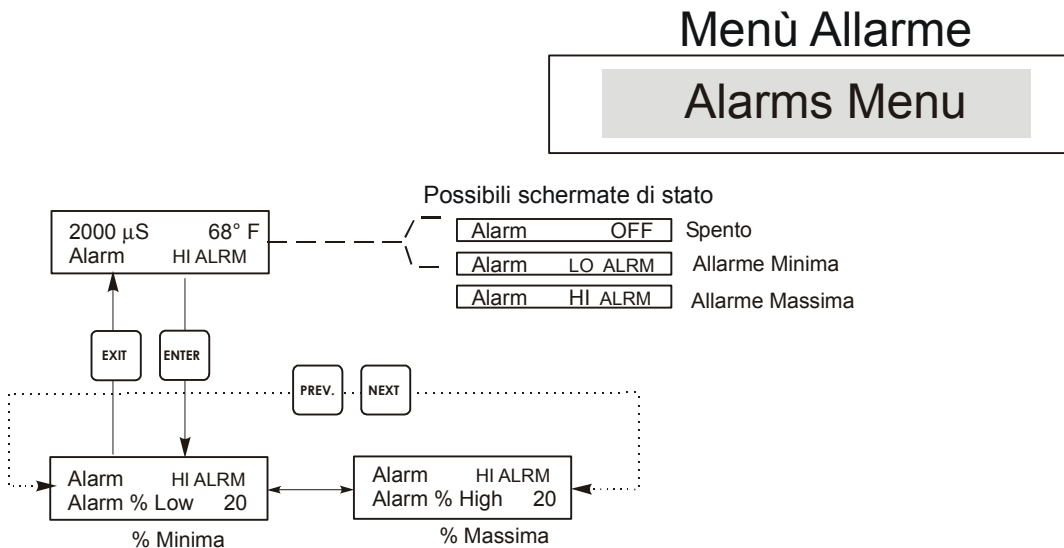 Menù Allarme
Alarms Menu
Possibili schermate di stato
2000 µS 68° F
Alarm HI ALRM
Alarm OFF Spento
Alarm LO ALRM Allarme Minima
Alarm HI ALRM Allarme Massima
EXIT ENTER
PREV. NEXT
Alarm HI ALRM
Alarm % Low 20
% Minima
Alarm HI ALRM
Alarm % High 20
% Massima